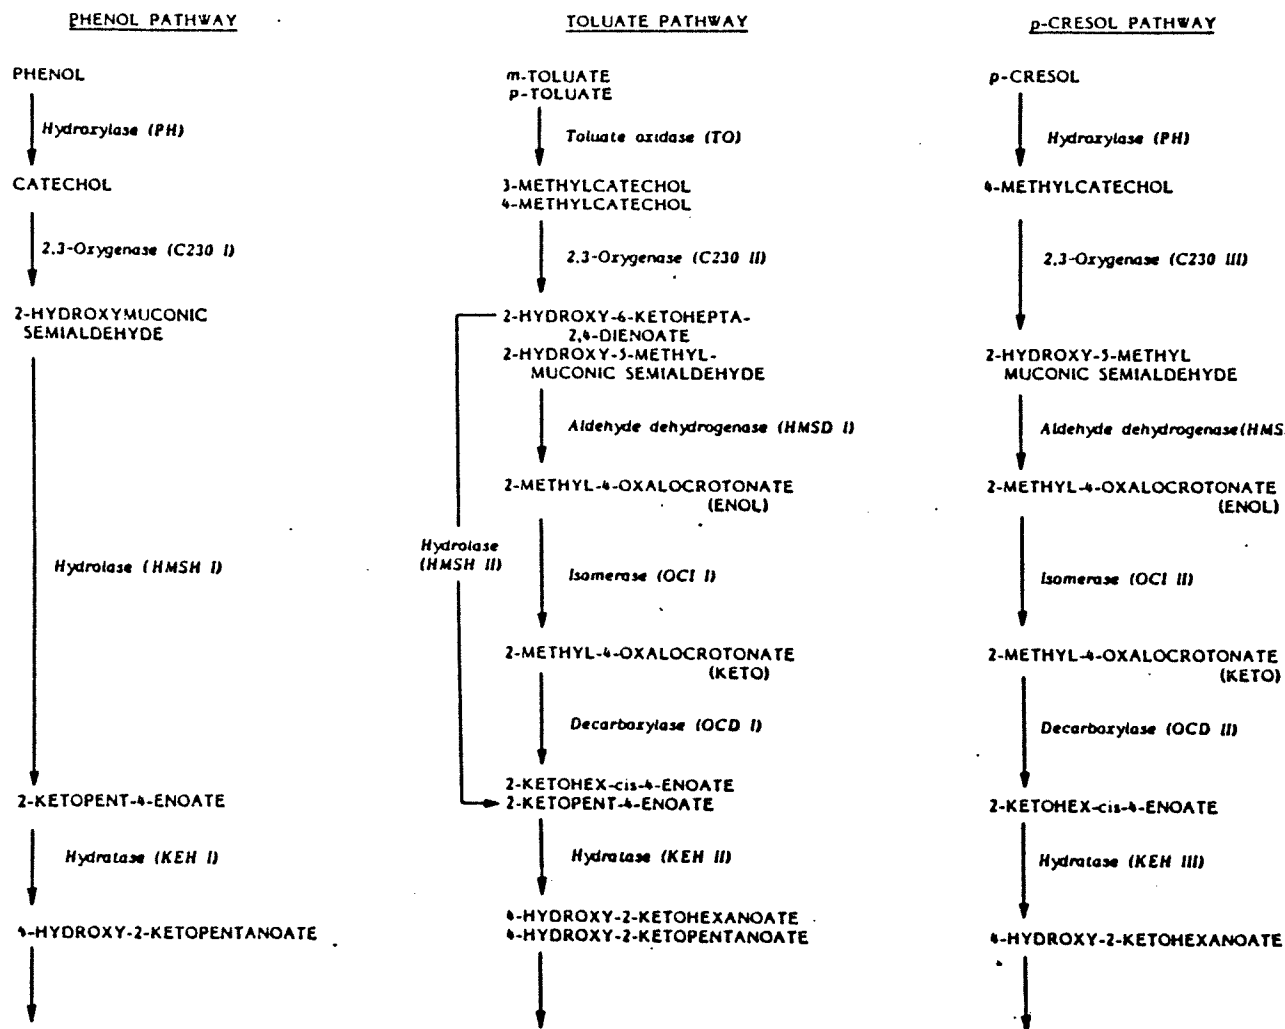 PHENOL PATHWAY
PHENOL
Hydroxylase (PH)
CATECHOL
2,3-Oxygenase (C230 I)
2-HYDROXYMUCONIC
SEMIALDEHYDE
Hydrolase (HMSH I)
2-KETOPENT-4-ENOATE
Hydratase (KEH I)
4-HYDROXY-2-KETOPENTANOATE
TOLUATE PATHWAY
m-TOLUATE
p-TOLUATE
Toluate oxidase (TO)
3-METHYLCATECHOL
4-METHYLCATECHOL
2,3-Oxygenase (C230 II)
2-HYDROXY-6-KETOHEPTA-
2,4-DIENOATE
2-HYDROXY-5-METHYL-
MUCONIC SEMIALDEHYDE
Aldehyde dehydrogenase (HMSD I)
2-METHYL-4-OXALOCROTONATE
(ENOL)
Hydrolase
(HMSH II)
Isomerase (OCI I)
2-METHYL-4-OXALOCROTONATE
(KETO)
Decarboxylase (OCD I)
2-KETOHEX-cis-4-ENOATE
2-KETOPENT-4-ENOATE
Hydratase (KEH II)
4-HYDROXY-2-KETOHEXANOATE
4-HYDROXY-2-KETOPENTANOATE
p-CRESOL PATHWAY
p-CRESOL
Hydroxylase (PH)
4-METHYLCATECHOL
2,3-Oxygenase (C230 III)
2-HYDROXY-5-METHYL
MUCONIC SEMIALDEHYDE
Aldehyde dehydrogenase(HMS
2-METHYL-4-OXALOCROTONATE
(ENOL)
Isomerase (OCI II)
2-METHYL-4-OXALOCROTONATE
(KETO)
Decarboxylase (OCD II)
2-KETOHEX-cis-4-ENOATE
Hydratase (KEH III)
4-HYDROXY-2-KETOHEXANOATE